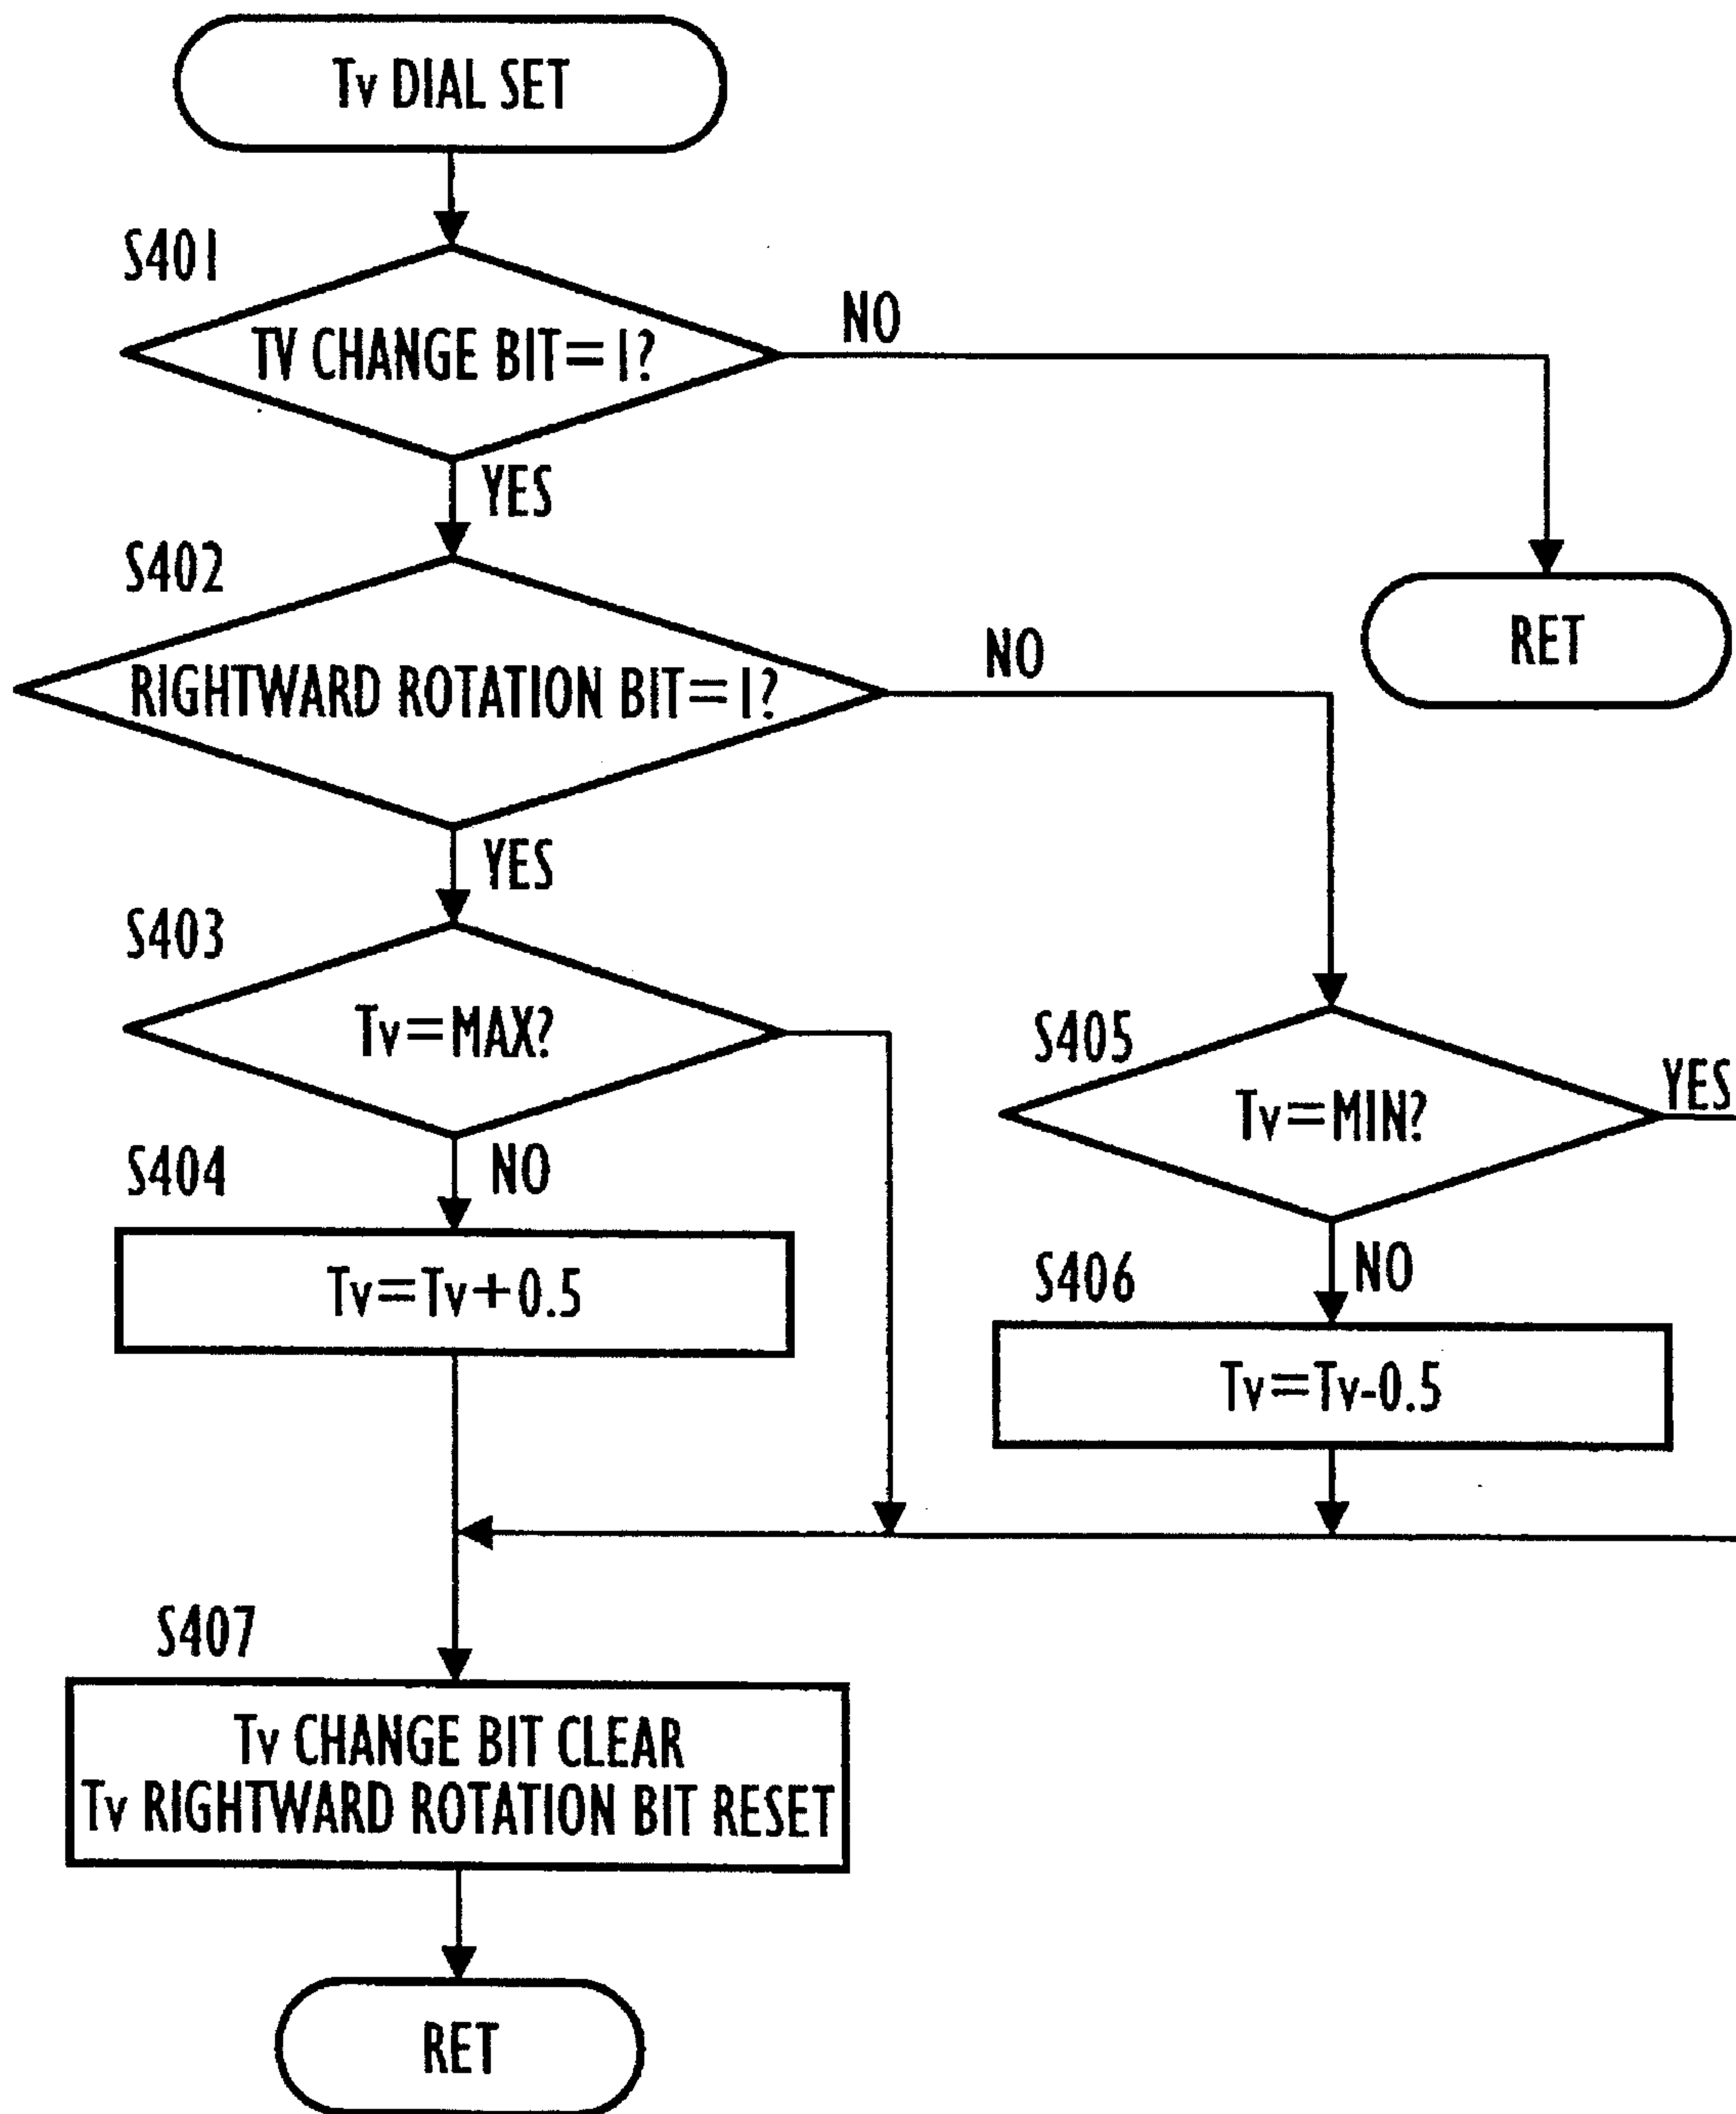 Tv DIAL SET
S401
TV CHANGE BIT=1?
NO
YES
S402
RIGHTWARD ROTATION BIT=1?
NO
RET
YES
S403
Tv=MAX?
S405
Tv=MIN?
YES
S404
NO
Tv=Tv+0.5
S406
NO
Tv=Tv-0.5
S407
Tv CHANGE BIT CLEAR
Tv RIGHTWARD ROTATION BIT RESET
RET